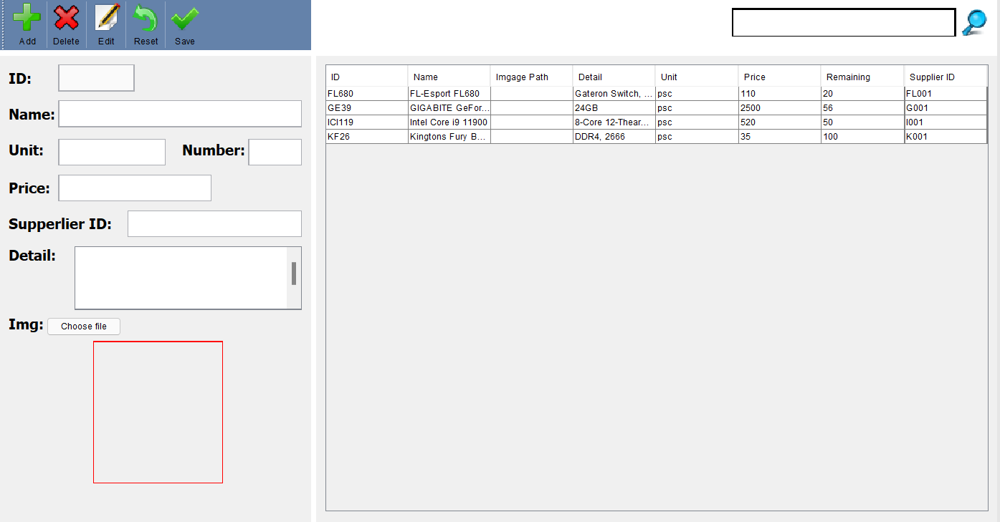 Add Delete Edit Reset Save
ID:
Name:
Unit: Number:
Price:
Supperlier ID:
Detail:
Img: Choose file
ID Name Imgage Path Detail Unit Price Remaining Supplier ID
FL680 FL-Esport FL680 Gateron Switch, ... psc 110 20 FL001
GE39 GIGABITE GeFor... 24GB psc 2500 56 G001
ICI119 Intel Core i9 11900 8-Core 12-Thear... psc 520 50 I001
KF26 Kingtons Fury B... DDR4, 2666 psc 35 100 K001